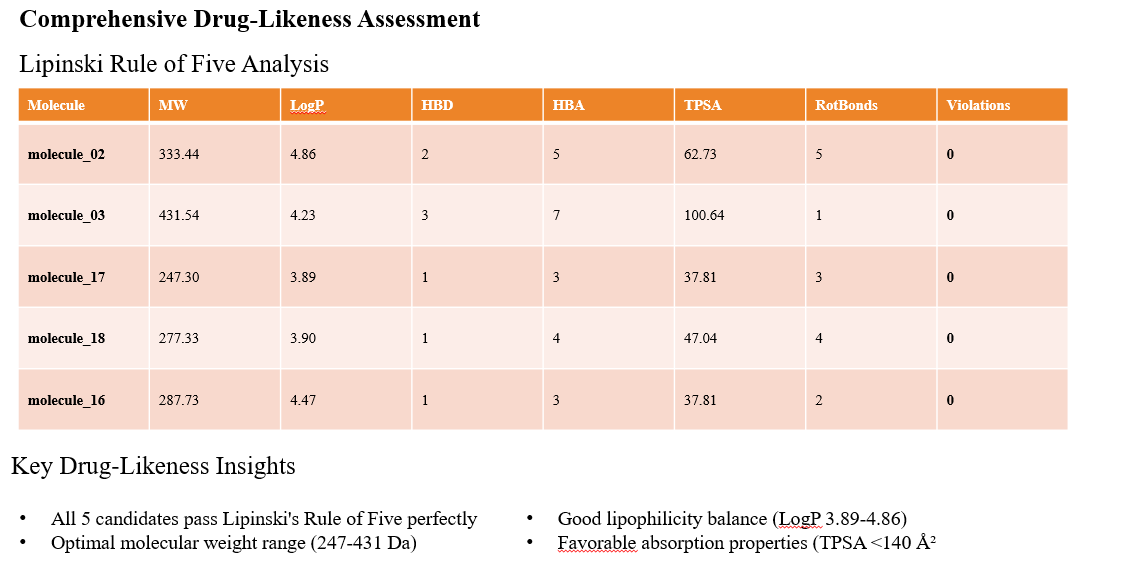 Comprehensive Drug-Likeness Assessment
Lipinski Rule of Five Analysis
Molecule MW LogP HBD HBA TPSA RotBonds Violations
molecule_02 333.44 4.86 2 5 62.73 5 0
molecule_03 431.54 4.23 3 7 100.64 1 0
molecule_17 247.30 3.89 1 3 37.81 3 0
molecule_18 277.33 3.90 1 4 47.04 4 0
molecule_16 287.73 4.47 1 3 37.81 2 0
Key Drug-Likeness Insights
• All 5 candidates pass Lipinski's Rule of Five perfectly
• Optimal molecular weight range (247-431 Da)
• Good lipophilicity balance (LogP 3.89-4.86)
• Favorable absorption properties (TPSA <140 Å²